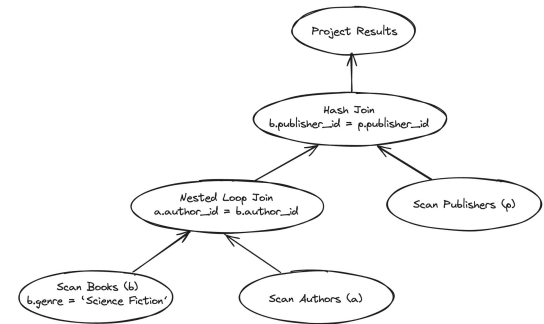 Project Results
Hash Join
b.publisher_id = p.publisher_id
Nested Loop Join
a.author_id = b.author_id
Scan Publishers (p)
Scan Books (b)
b.genre = 'Science Fiction'
Scan Authors (a)